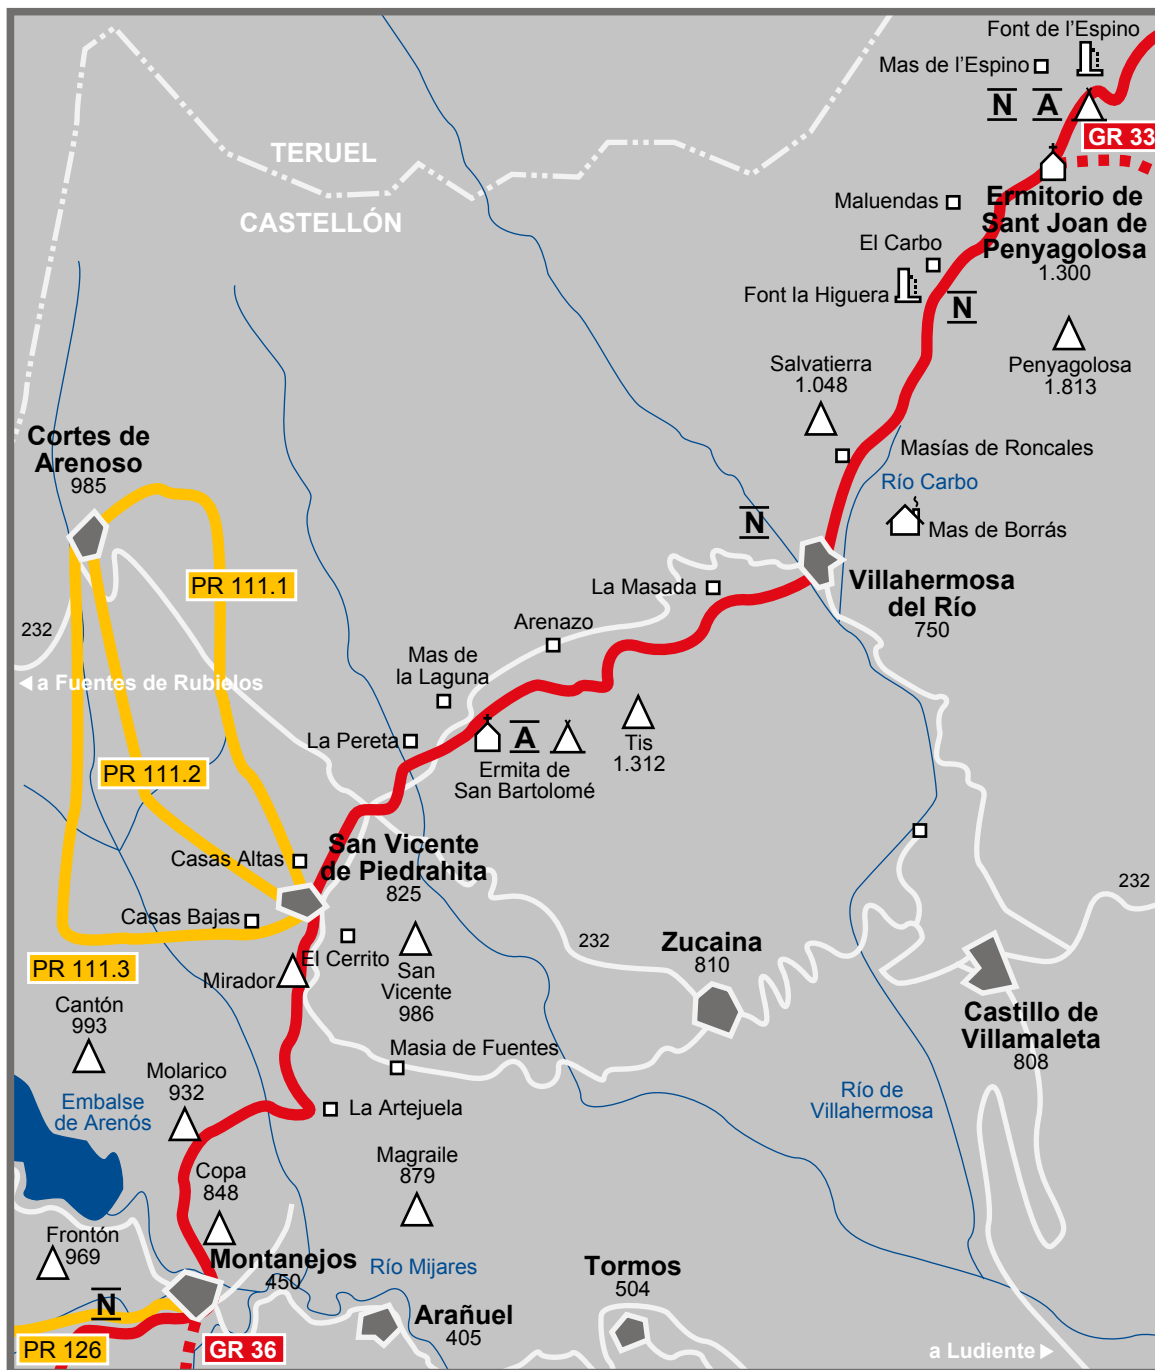 Font de l'Espino
Mas de l'Espino
N A
GR 33
TERUEL
CASTELLÓN
Maluendas
Ermitorio de
Sant Joan de
Penyagolosa
1.300
El Carbo
Font la Higuera
N
Salvatierra
1.048
Penyagolosa
1.813
Cortes de
Arenoso
985
Masías de Roncales
Río Carbo
N
Mas de Borrás
PR 111.1
La Masada
Villahermosa
del Río
750
232
Arenazo
Mas de
la Laguna
a Fuentes de Rubielos
La Pereta
A
Ermita de
San Bartolomé
Tis
1.312
PR 111.2
San Vicente
de Piedrahita
825
Casas Altas
Casas Bajas
232
232
El Cerrito
Zucaina
810
PR 111.3
Mirador
San
Vicente
986
Cantón
993
Castillo de
Villamaleta
808
Masia de Fuentes
Molarico
932
Embalse
de Arenós
La Artejuela
Río de
Villahermosa
Copa
848
Magraile
879
Frontón
969
Montanejos
450
Río Mijares
Tormos
504
N
Arañuel
405
PR 126
GR 36
a Ludiente